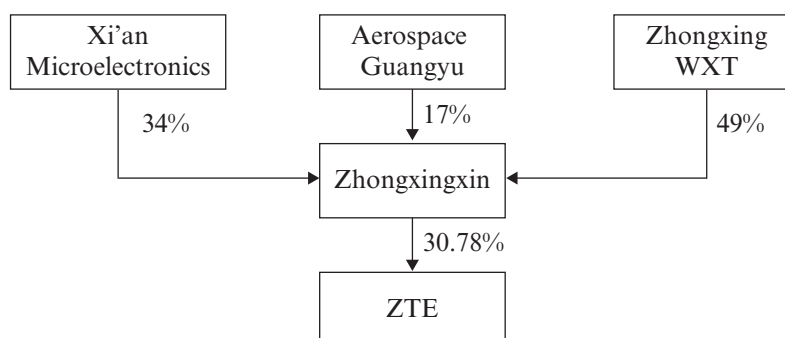 Xi’an
Microelectronics
Aerospace
Guangyu
Zhongxing
WXT
34%
17%
49%
Zhongxingxin
30.78%
ZTE